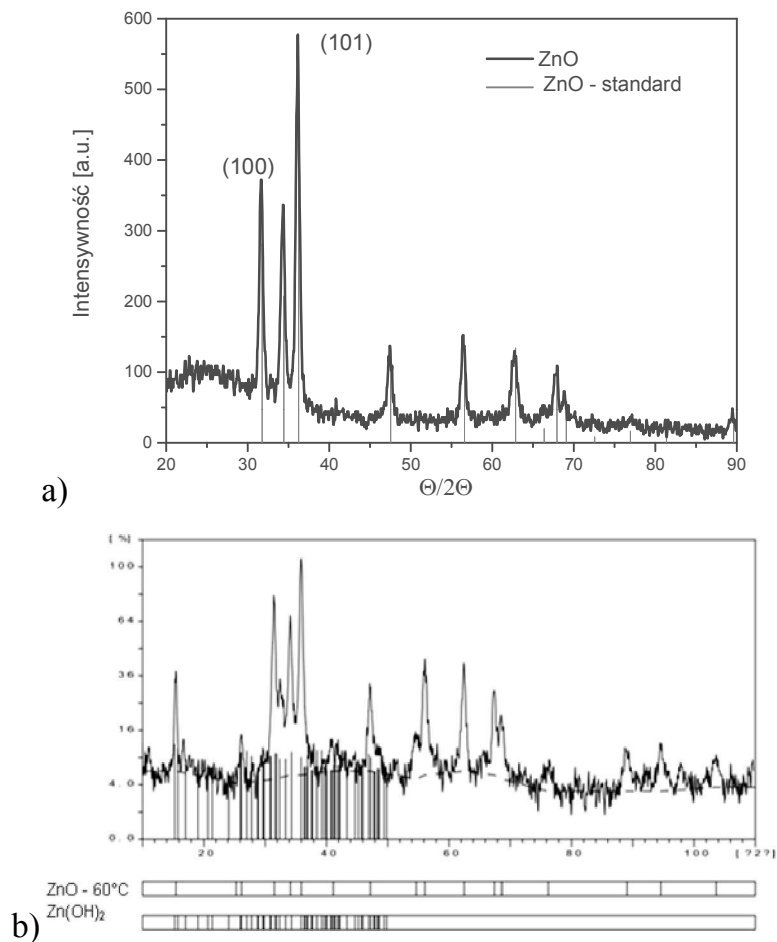 600
500
400
300
200
100
0
Intensywność [a.u.]
(100)
(101)
ZnO
ZnO - standard
20 30 40 50 60 70 80 90
Θ/2Θ
a)
[ %]
100
64
36
16
4.0
0.0
20 40 60 80 100 [?2?]
ZnO - 60°C
Zn(OH)₂
b)